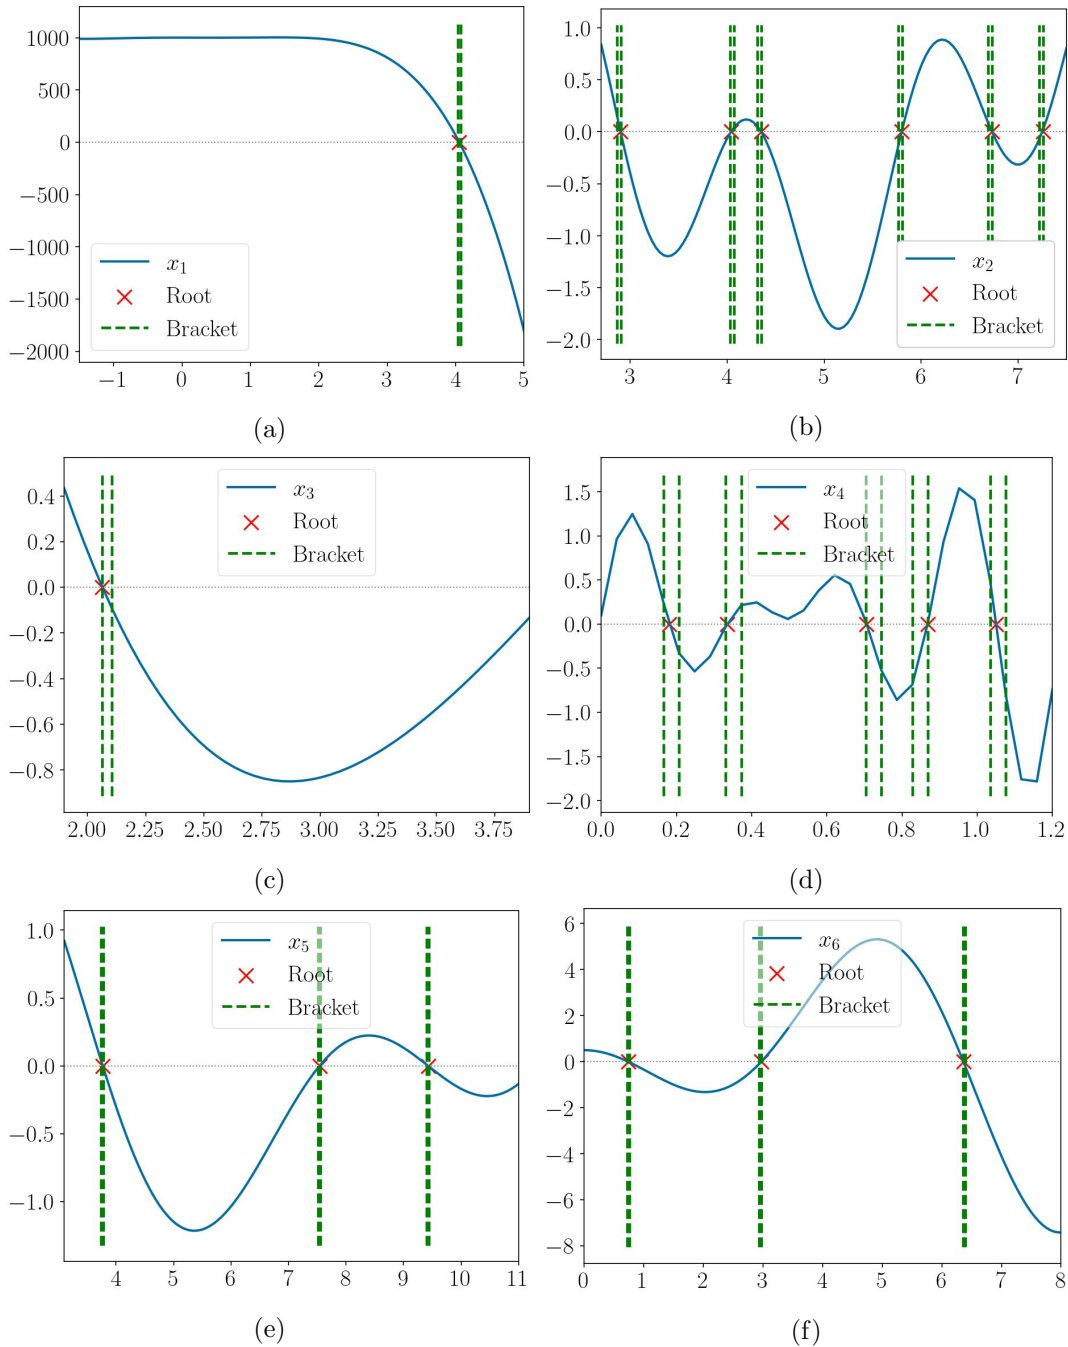 1000
500
0
−500
−1000
−1500
−2000
x₁
Root
Bracket
−1 0 1 2 3 4 5
(a)
1.0
0.5
0.0
−0.5
−1.0
−1.5
−2.0
x₂
Root
Bracket
3 4 5 6 7
(b)
0.4
0.2
0.0
−0.2
−0.4
−0.6
−0.8
x₃
Root
Bracket
2.00 2.25 2.50 2.75 3.00 3.25 3.50 3.75
(c)
1.5
1.0
0.5
0.0
−0.5
−1.0
−1.5
−2.0
x₄
Root
Bracket
0.0 0.2 0.4 0.6 0.8 1.0 1.2
(d)
1.0
0.5
0.0
−0.5
−1.0
x₅
Root
Bracket
4 5 6 7 8 9 10 11
(e)
6
4
2
0
−2
−4
−6
−8
x₆
Root
Bracket
0 1 2 3 4 5 6 7 8
(f)